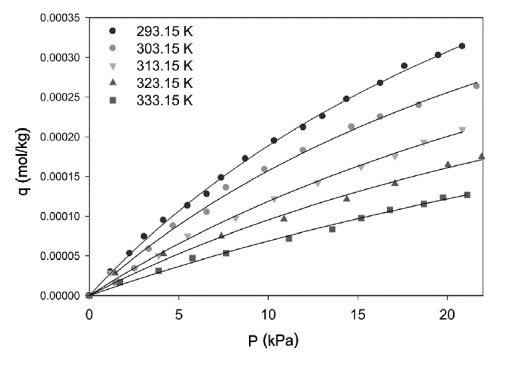 0.00035
0.00030
0.00025
0.00020
0.00015
0.00010
0.00005
0.00000
q (mol/kg)
293.15 K
303.15 K
313.15 K
323.15 K
333.15 K
0 5 10 15 20
P (kPa)